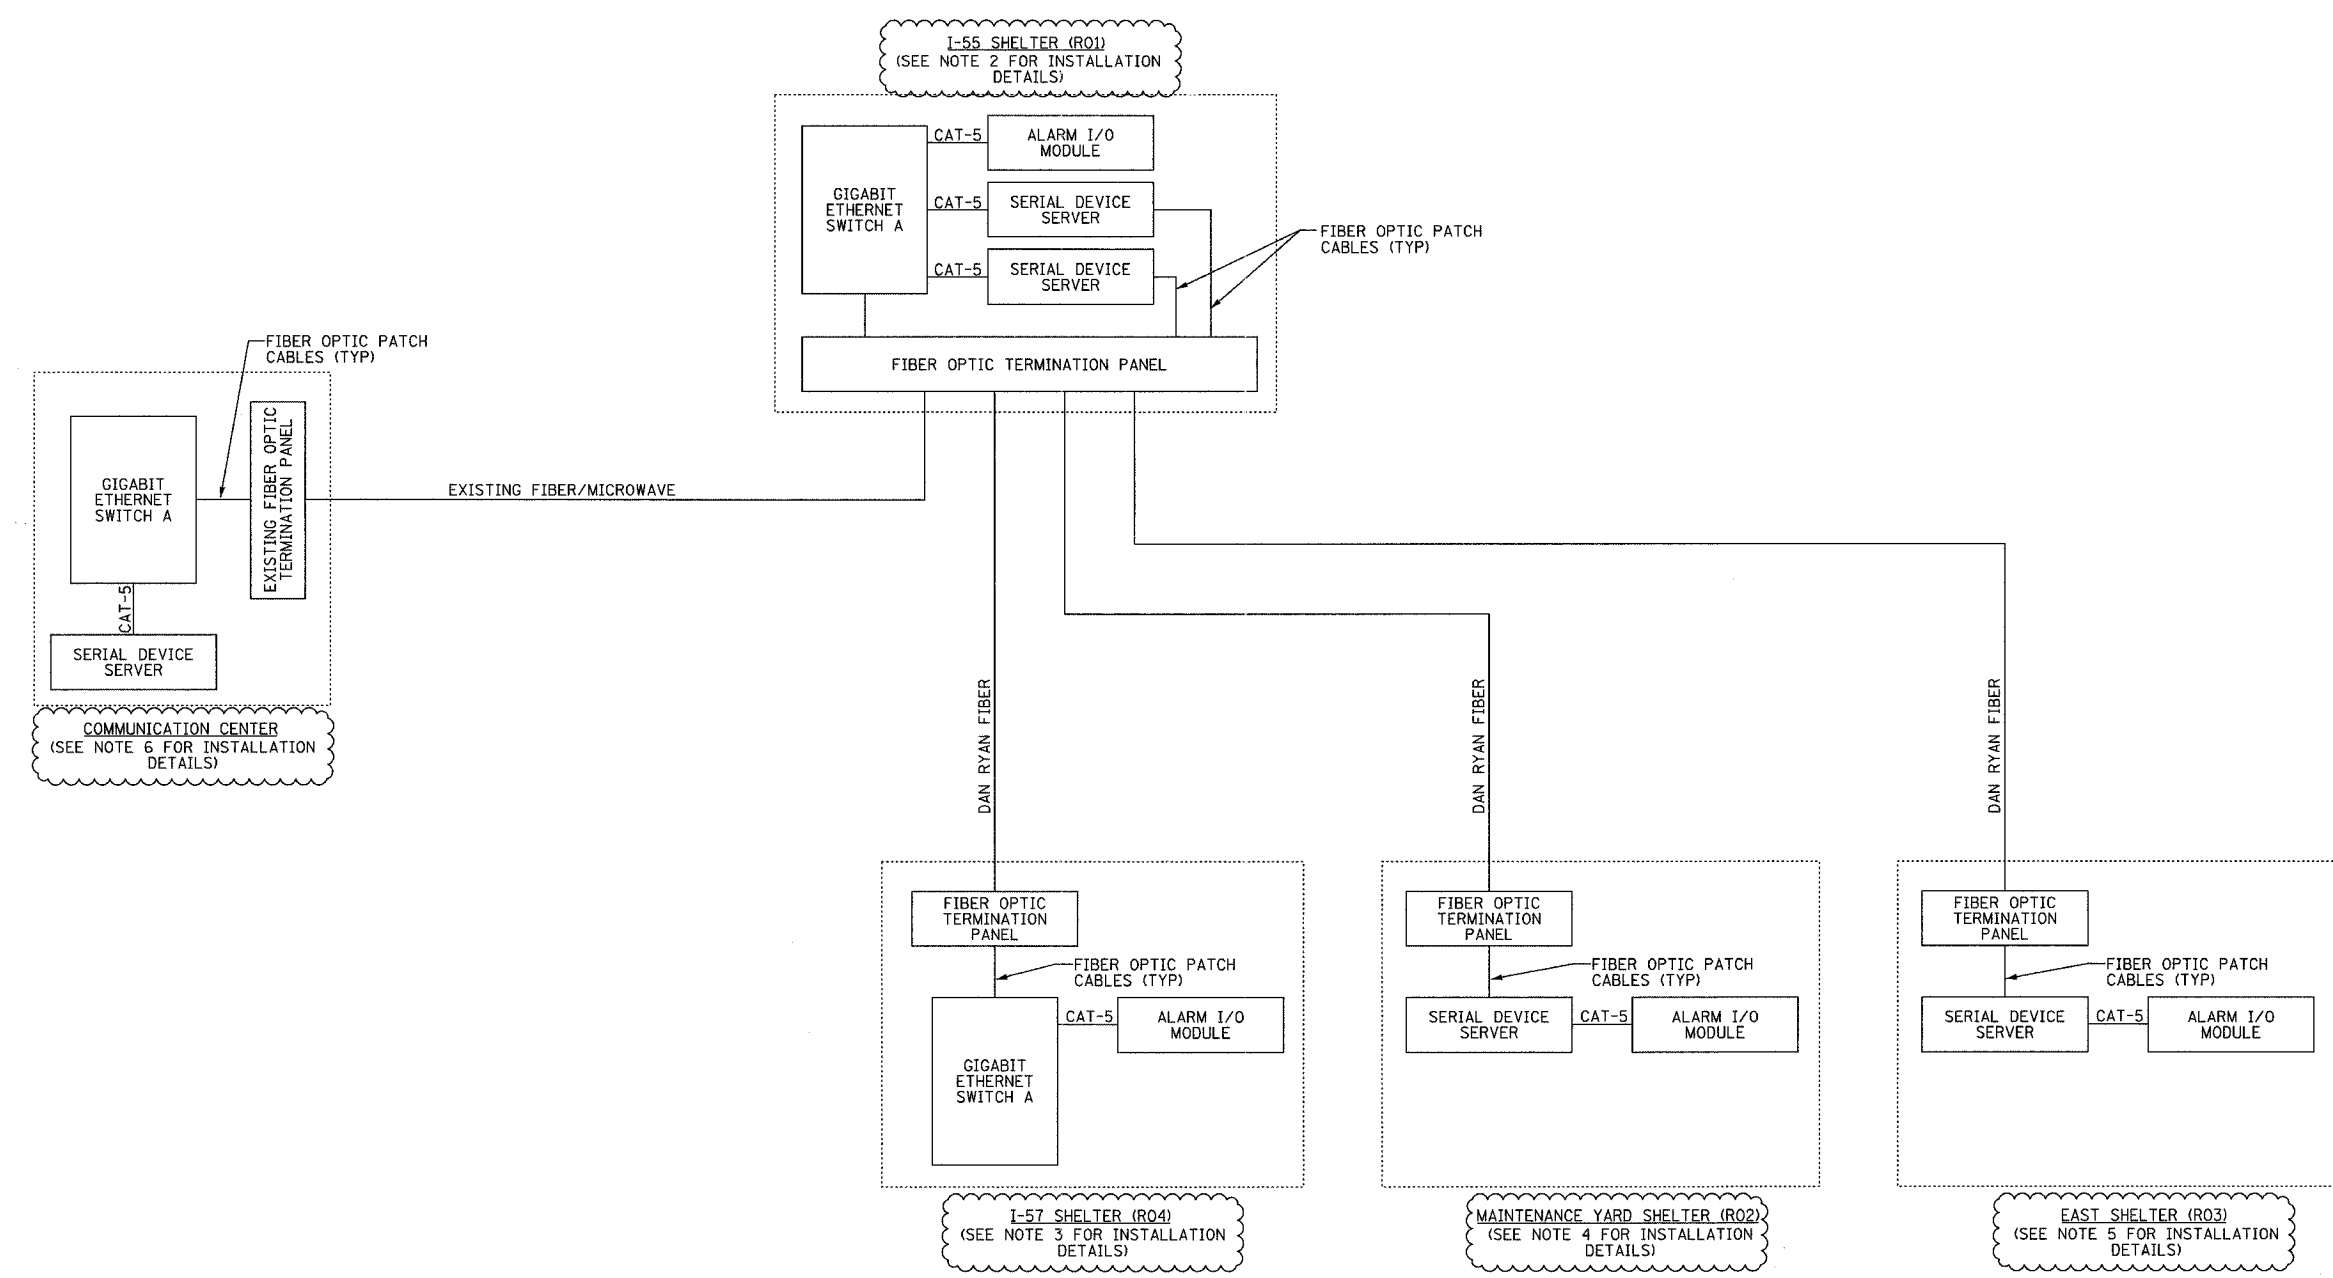 I-55 SHELTER (R01)
(SEE NOTE 2 FOR INSTALLATION
DETAILS)
GIGABIT
ETHERNET
SWITCH A
CAT-5
ALARM I/O
MODULE
CAT-5
SERIAL DEVICE
SERVER
CAT-5
SERIAL DEVICE
SERVER
FIBER OPTIC PATCH
CABLES (TYP)
FIBER OPTIC TERMINATION PANEL
FIBER OPTIC PATCH
CABLES (TYP)
GIGABIT
ETHERNET
SWITCH A
EXISTING FIBER OPTIC
TERMINATION PANEL
EXISTING FIBER/MICROWAVE
CAT-5
SERIAL DEVICE
SERVER
COMMUNICATION CENTER
(SEE NOTE 6 FOR INSTALLATION
DETAILS)
DAN RYAN FIBER
DAN RYAN FIBER
DAN RYAN FIBER
FIBER OPTIC
TERMINATION
PANEL
FIBER OPTIC PATCH
CABLES (TYP)
GIGABIT
ETHERNET
SWITCH A
CAT-5
ALARM I/O
MODULE
I-57 SHELTER (R04)
(SEE NOTE 3 FOR INSTALLATION
DETAILS)
FIBER OPTIC
TERMINATION
PANEL
FIBER OPTIC PATCH
CABLES (TYP)
SERIAL DEVICE
SERVER
CAT-5
ALARM I/O
MODULE
MAINTENANCE YARD SHELTER (R02)
(SEE NOTE 4 FOR INSTALLATION
DETAILS)
FIBER OPTIC
TERMINATION
PANEL
FIBER OPTIC PATCH
CABLES (TYP)
SERIAL DEVICE
SERVER
CAT-5
ALARM I/O
MODULE
EAST SHELTER (R03)
(SEE NOTE 5 FOR INSTALLATION
DETAILS)